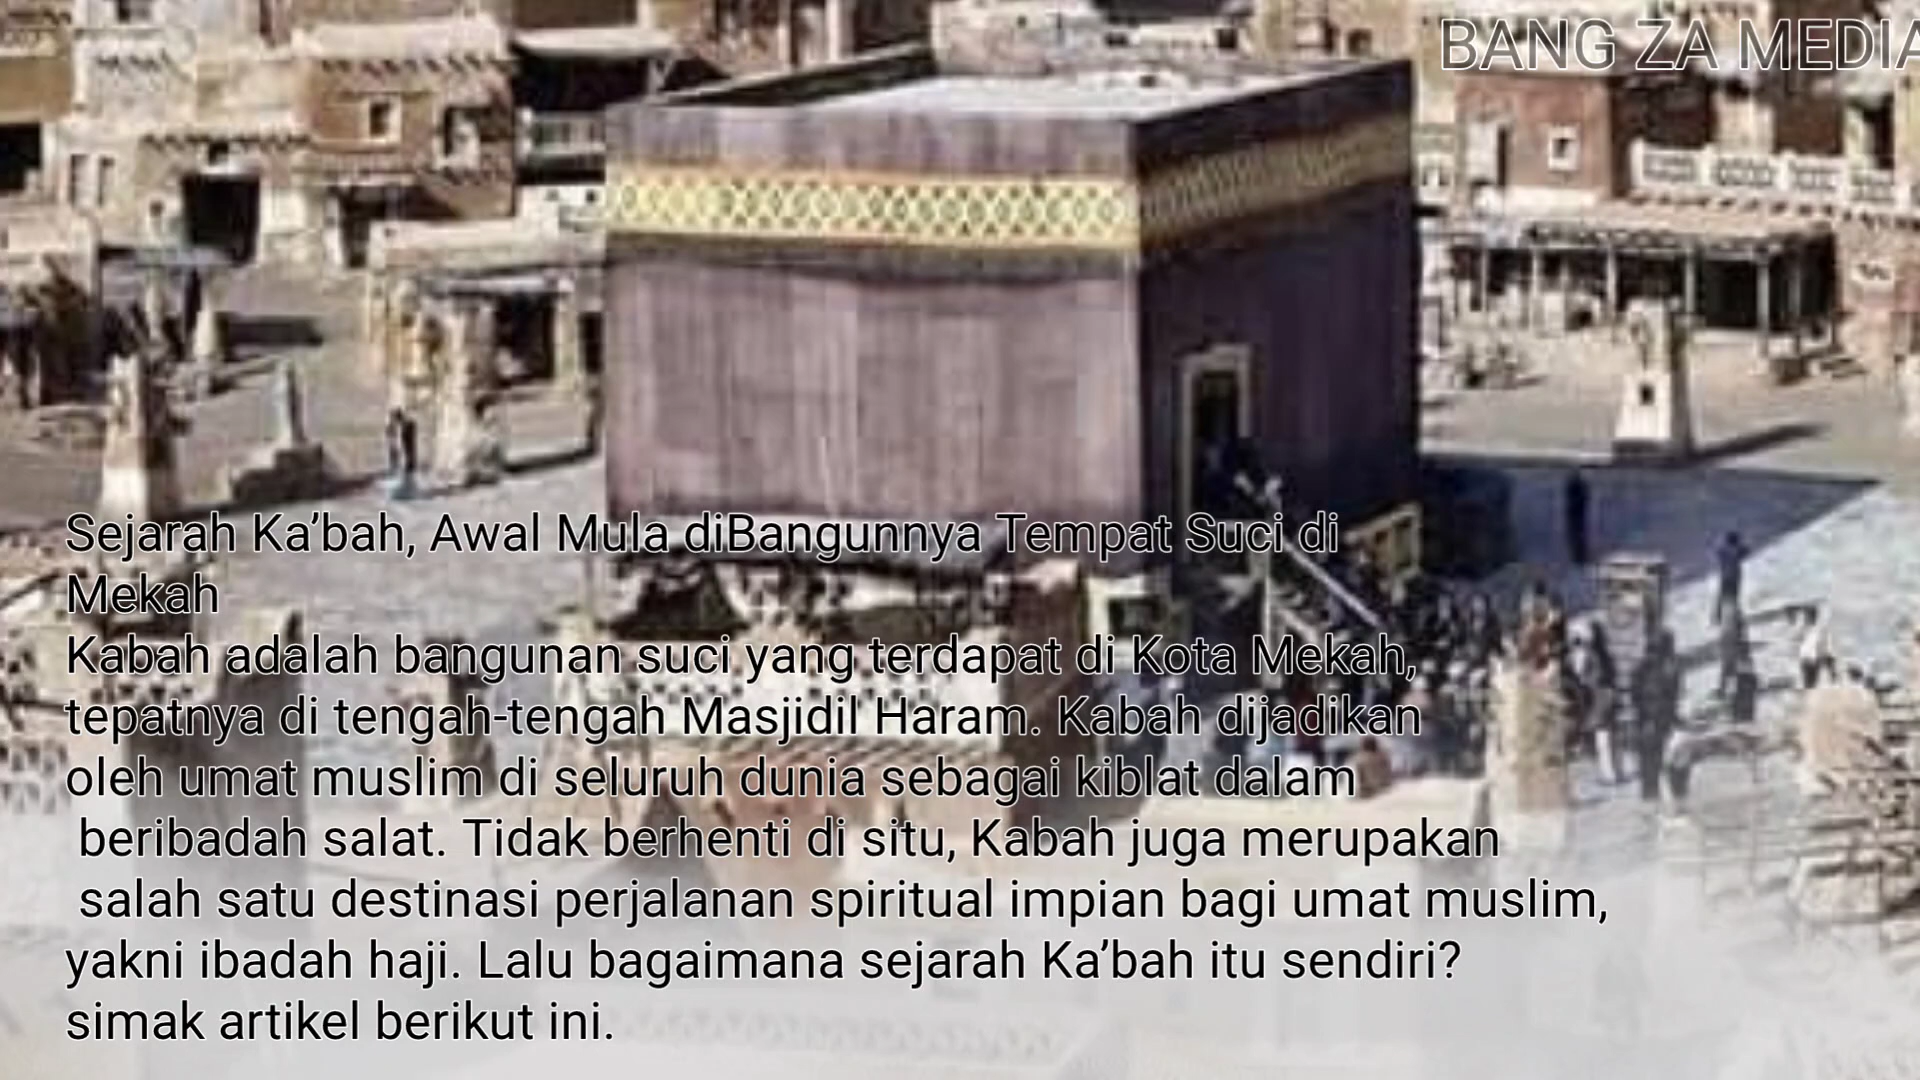 BANG ZA MEDIA
Sejarah Ka’bah, Awal Mula diBangunnya Tempat Suci di
Mekah
Kabah adalah bangunan suci yang terdapat di Kota Mekah,
tepatnya di tengah-tengah Masjidil Haram. Kabah dijadikan
oleh umat muslim di seluruh dunia sebagai kiblat dalam
beribadah salat. Tidak berhenti di situ, Kabah juga merupakan
salah satu destinasi perjalanan spiritual impian bagi umat muslim,
yakni ibadah haji. Lalu bagaimana sejarah Ka’bah itu sendiri?
simak artikel berikut ini.